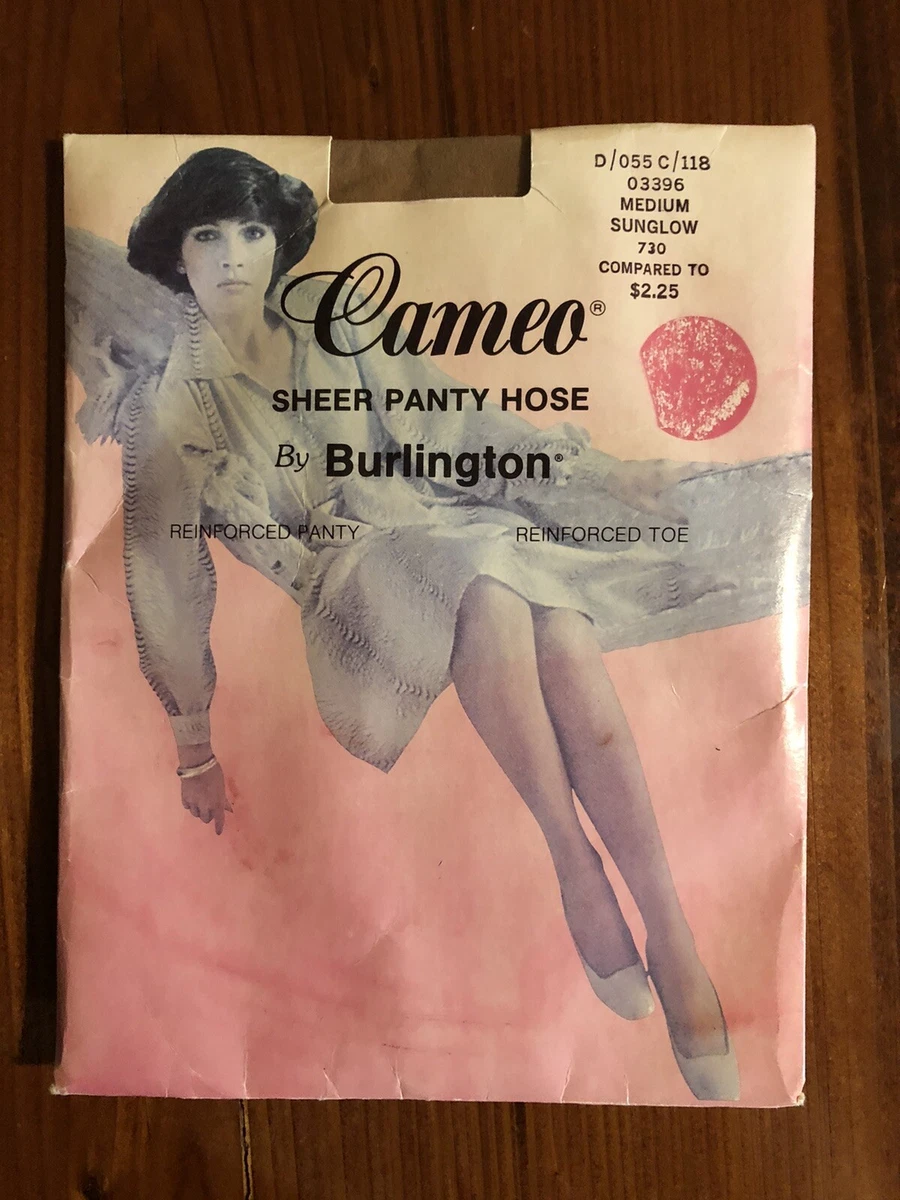 D/055 C/118
03396
MEDIUM
SUNGLOW
730
COMPARED TO
$2.25
Cameo®
SHEER PANTY HOSE
By Burlington®
REINFORCED PANTY
REINFORCED TOE